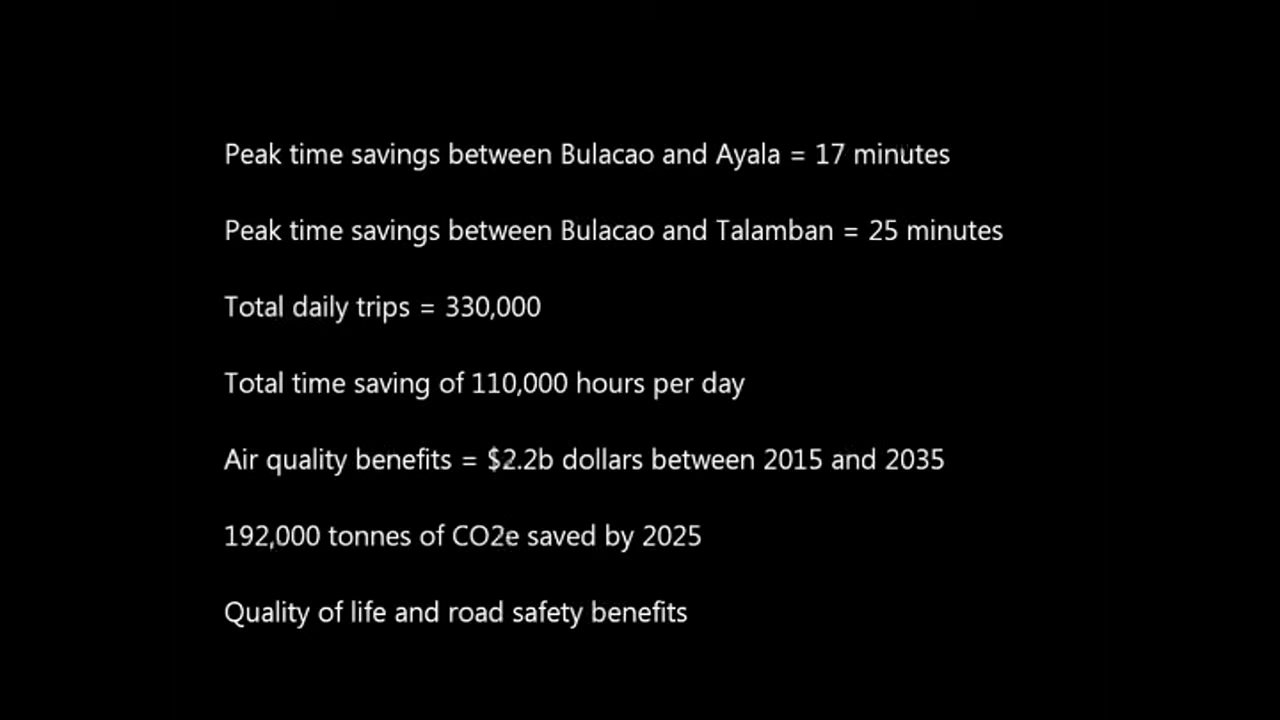 Peak time savings between Bulacao and Ayala = 17 minutes
Peak time savings between Bulacao and Talamban = 25 minutes
Total daily trips = 330,000
Total time saving of 110,000 hours per day
Air quality benefits = $2.2b dollars between 2015 and 2035
192,000 tonnes of CO2e saved by 2025
Quality of life and road safety benefits